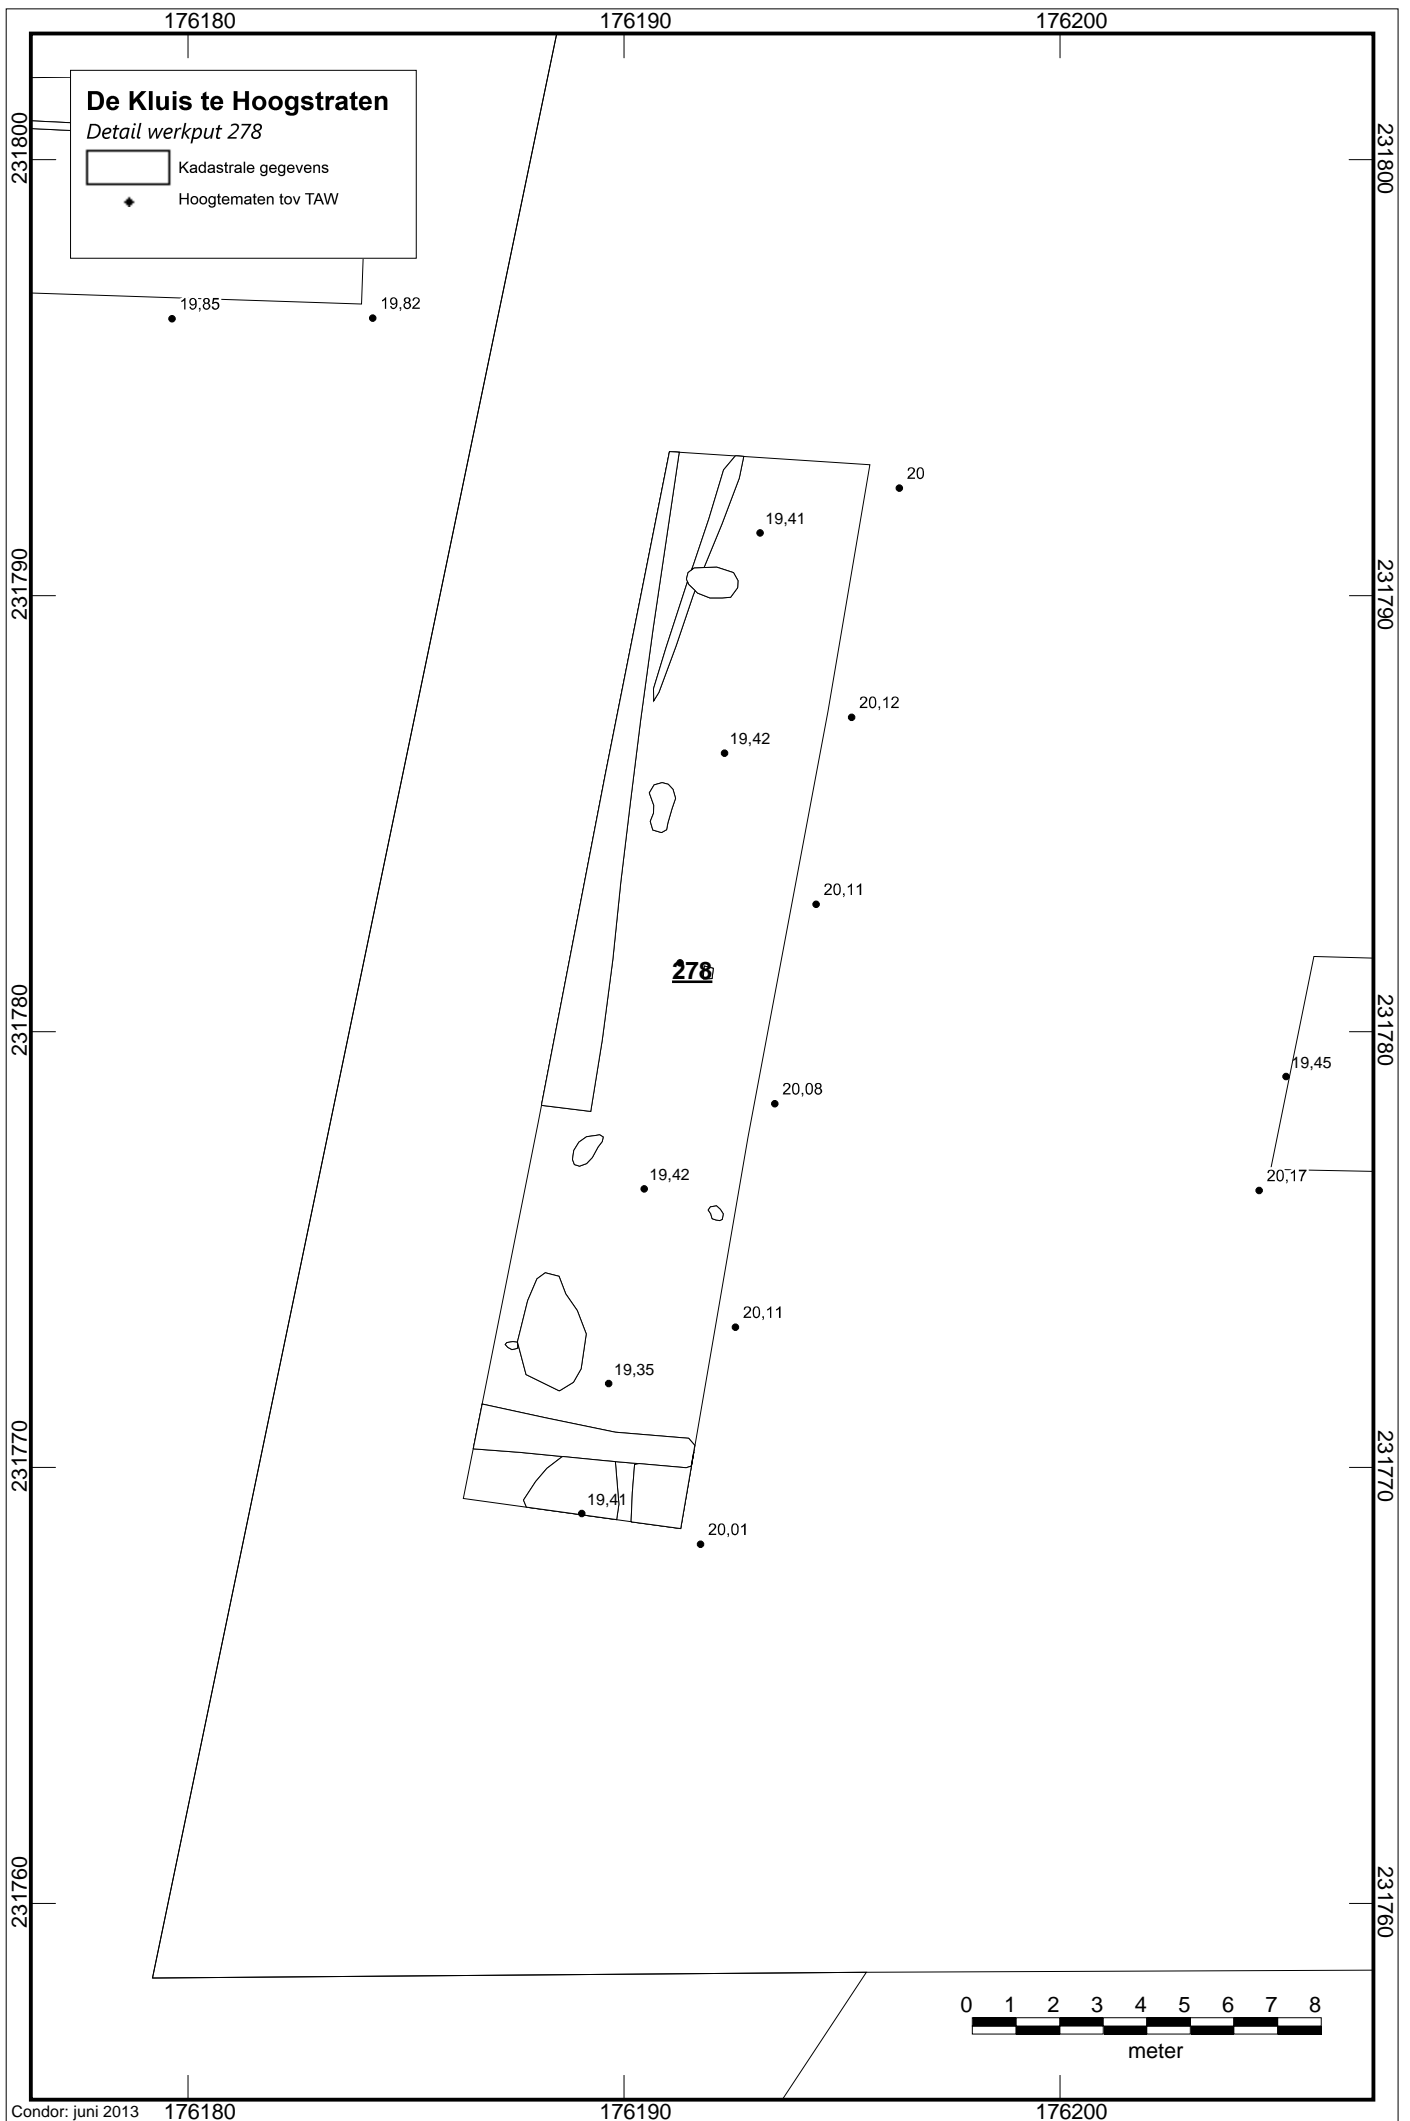 176180 176190 176200
De Kluis te Hoogstraten
Detail werkput 278
Kadastrale gegevens
Hoogtematen tov TAW
231800 231800
19,85 19,82
20
19,41
231790 231790
20,12
19,42
20,11
278
231780 231780
19,45
20,08
20,17
19,42
20,11
19,35
231770 231770
19,41
20,01
231760 231760
0 1 2 3 4 5 6 7 8
meter
Condor: juni 2013
176180 176190 176200